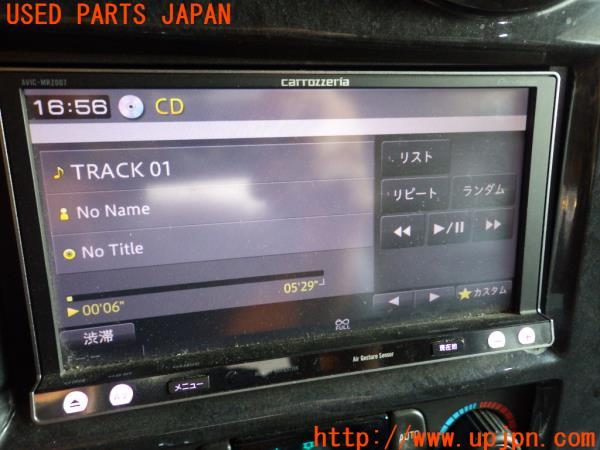 USED PARTS JAPAN
AVIC-MRZ007
carrozzeria
16:56 CD
TRACK 01
No Name
No Title
リスト
リピート ランダム
05'29"
00'06"
カスタム
渋滞
FULL
Air Gesture Sensor
現在地
メニュー
AUTO
http://www.upjpn.com